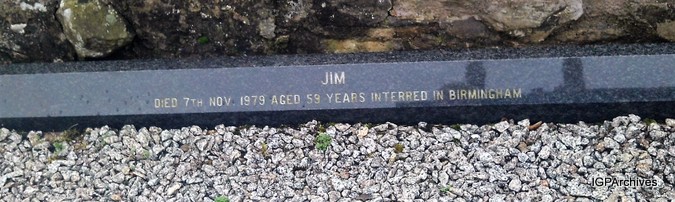 JIM
DIED 7TH NOV. 1979 AGED 59 YEARS INTERRED IN BIRMINGHAM
IGPArchives